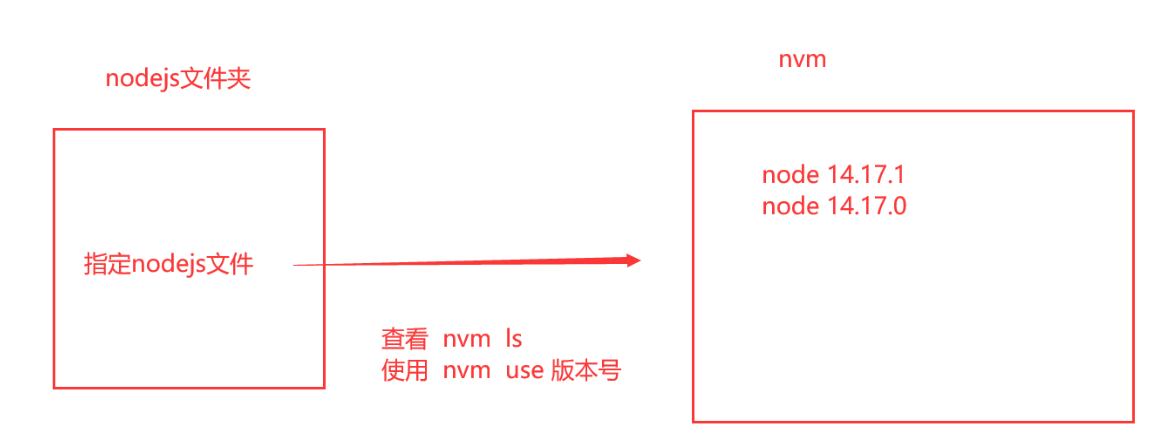 nodejs文件夹
nvm
node 14.17.1
node 14.17.0
指定nodejs文件
查看 nvm ls
使用 nvm use 版本号